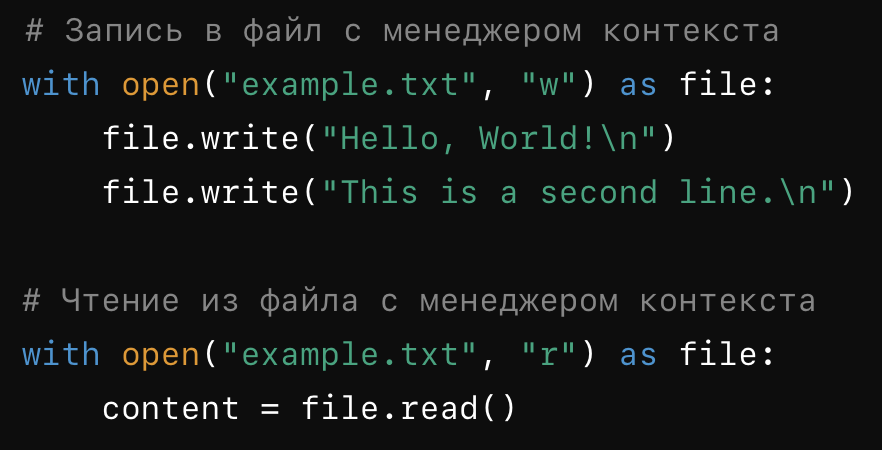 # Запись в файл с менеджером контекста
with open("example.txt", "w") as file:
    file.write("Hello, World!\n")
    file.write("This is a second line.\n")

# Чтение из файла с менеджером контекста
with open("example.txt", "r") as file:
    content = file.read()